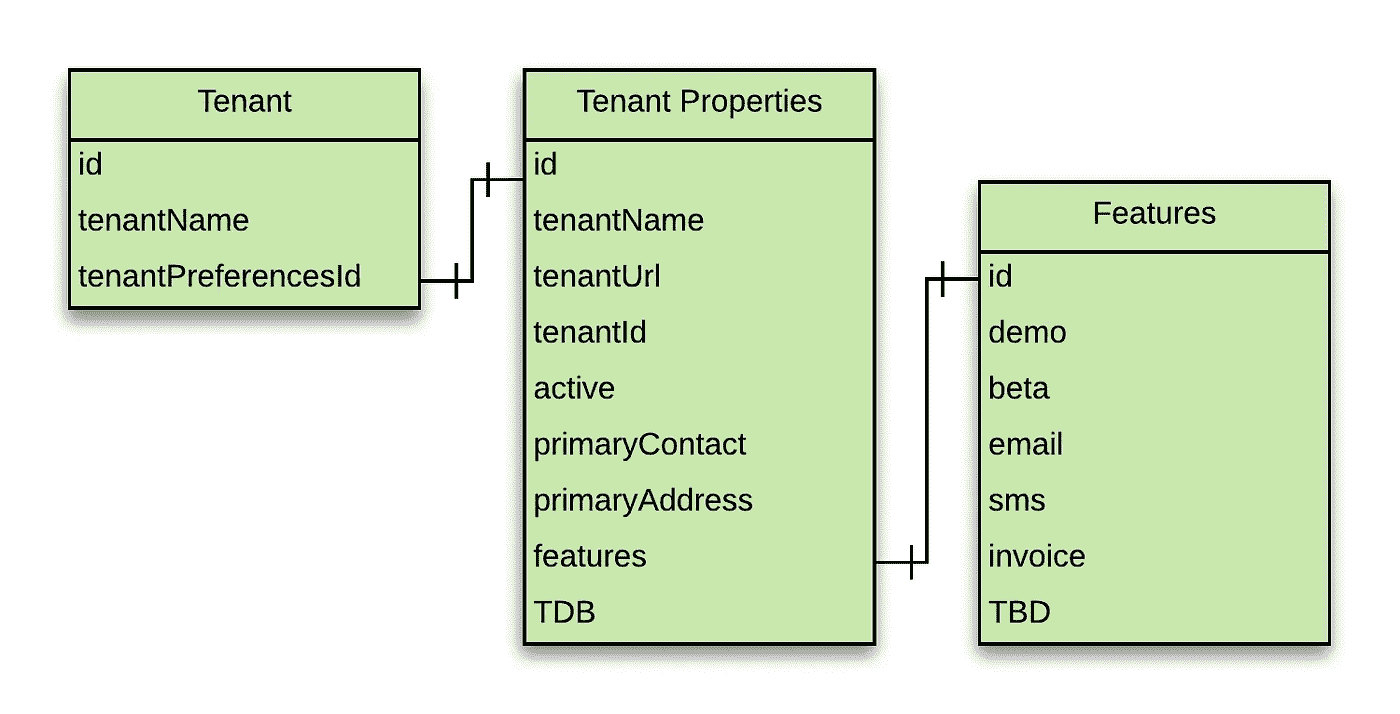 Tenant
id
tenantName
tenantPreferencesId
Tenant Properties
id
tenantName
tenantUrl
tenantId
active
primaryContact
primaryAddress
features
TDB
Features
id
demo
beta
email
sms
invoice
TBD